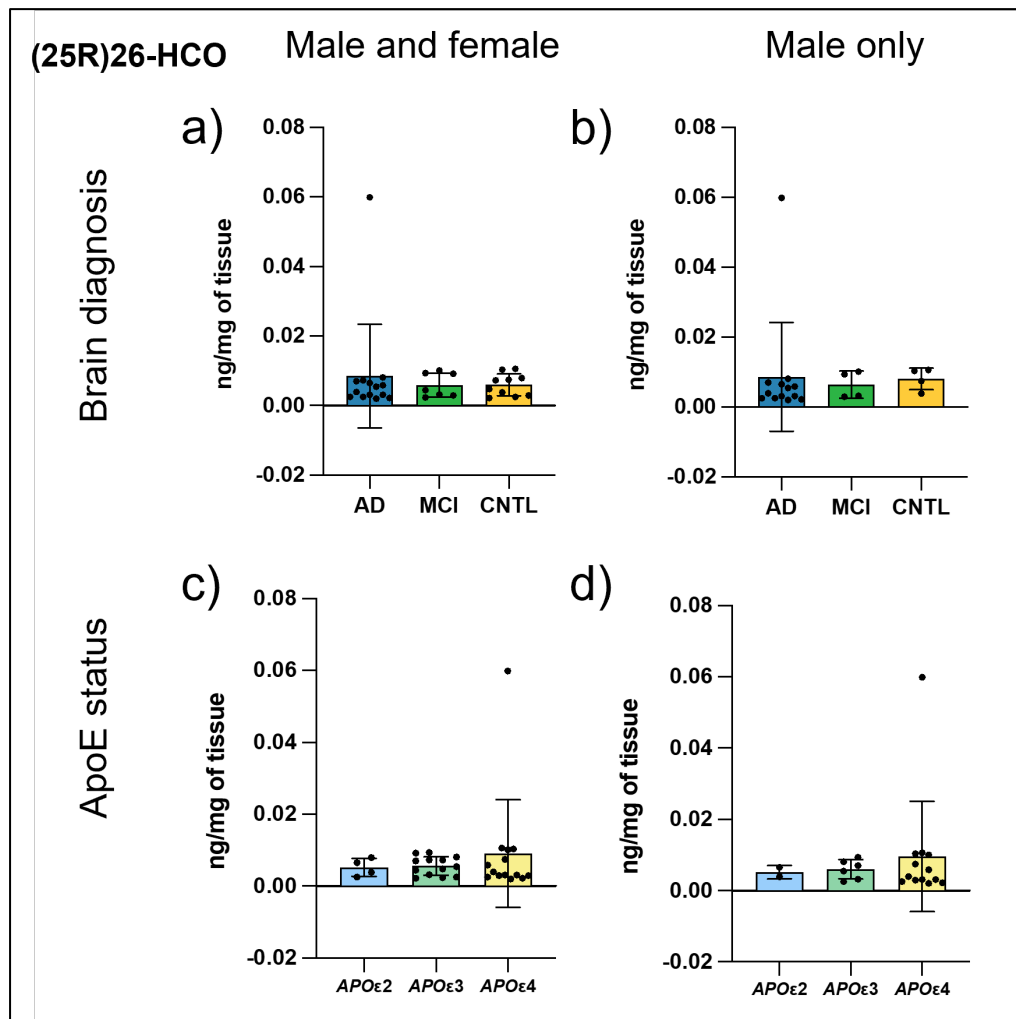 (25R)26-HCO
Male and female
Male only
Brain diagnosis
a)
ng/mg of tissue
0.08
0.06
0.04
0.02
0.00
-0.02
AD MCI CNTL
b)
ng/mg of tissue
0.08
0.06
0.04
0.02
0.00
-0.02
AD MCI CNTL
ApoE status
c)
ng/mg of tissue
0.08
0.06
0.04
0.02
0.00
-0.02
APOε2 APOε3 APOε4
d)
ng/mg of tissue
0.08
0.06
0.04
0.02
0.00
-0.02
APOε2 APOε3 APOε4